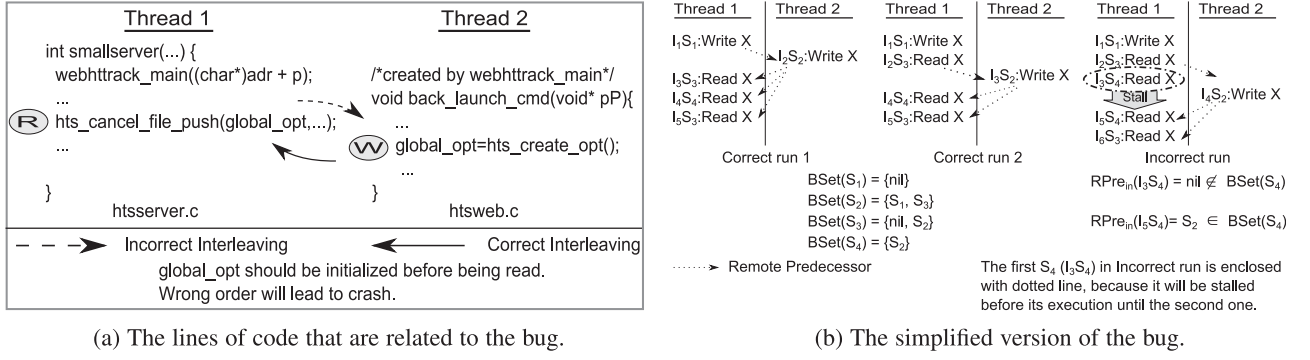 Thread 1 Thread 2
int smallserver(...) {
webhttrack_main((char*)adr + p);
...
R hts_cancel_file_push(global_opt,...);
...
}
htsserver.c
/*created by webhttrack_main*/
void back_launch_cmd(void* pP){
...
W global_opt=hts_create_opt();
...
}
htsweb.c
Incorrect Interleaving Correct Interleaving
global_opt should be initialized before being read.
Wrong order will lead to crash.
(a) The lines of code that are related to the bug.
Thread 1 Thread 2
I₁S₁:Write X
I₂S₂:Write X
I₃S₃:Read X
I₄S₄:Read X
I₅S₃:Read X
Correct run 1
Thread 1 Thread 2
I₁S₁:Write X
I₂S₃:Read X
I₃S₂:Write X
I₄S₄:Read X
I₅S₃:Read X
Correct run 2
Thread 1 Thread 2
I₁S₁:Write X
I₂S₃:Read X
I₃S₄:Read X
Stall
I₄S₂:Write X
I₅S₄:Read X
I₆S₃:Read X
Incorrect run
BSet(S₁) = {nil}
BSet(S₂) = {S₁, S₃}
BSet(S₃) = {nil, S₂}
BSet(S₄) = {S₂}
RPreᵢₙ(I₃S₄) = nil ∉ BSet(S₄)
RPreᵢₙ(I₅S₄)= S₂ ∈ BSet(S₄)
Remote Predecessor
The first S₄ (I₃S₄) in Incorrect run is enclosed
with dotted line, because it will be stalled
before its execution until the second one.
(b) The simplified version of the bug.